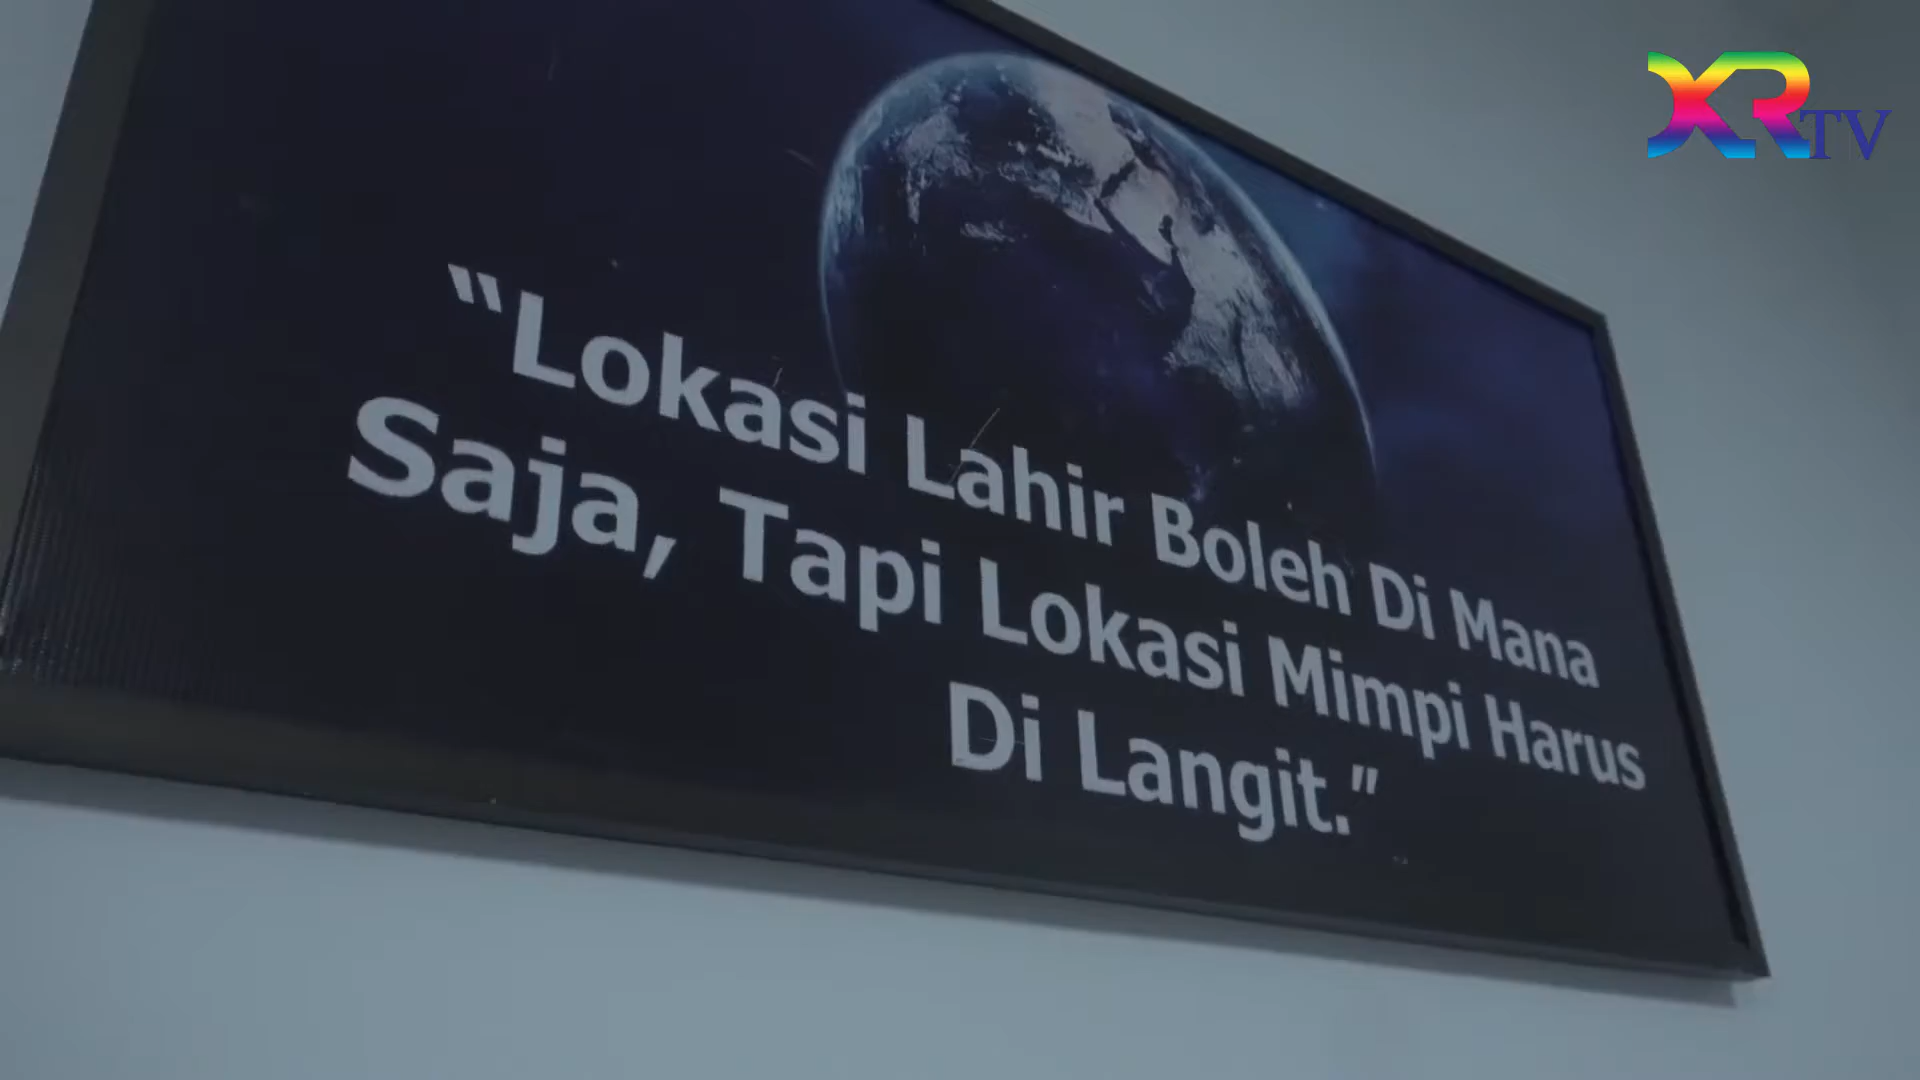 XRTV
“Lokasi Lahir Boleh Di Mana
Saja, Tapi Lokasi Mimpi Harus
Di Langit.”